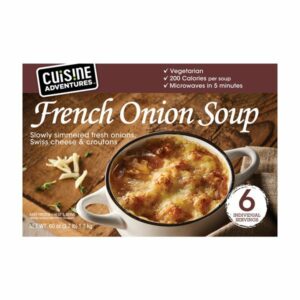 CUISINE
ADVENTURES
✓ Vegetarian
✓ 200 Calories per soup
✓ Microwaves in 5 minutes
French Onion Soup
Slowly simmered fresh onions,
Swiss cheese & croutons
6
INDIVIDUAL
SERVINGS